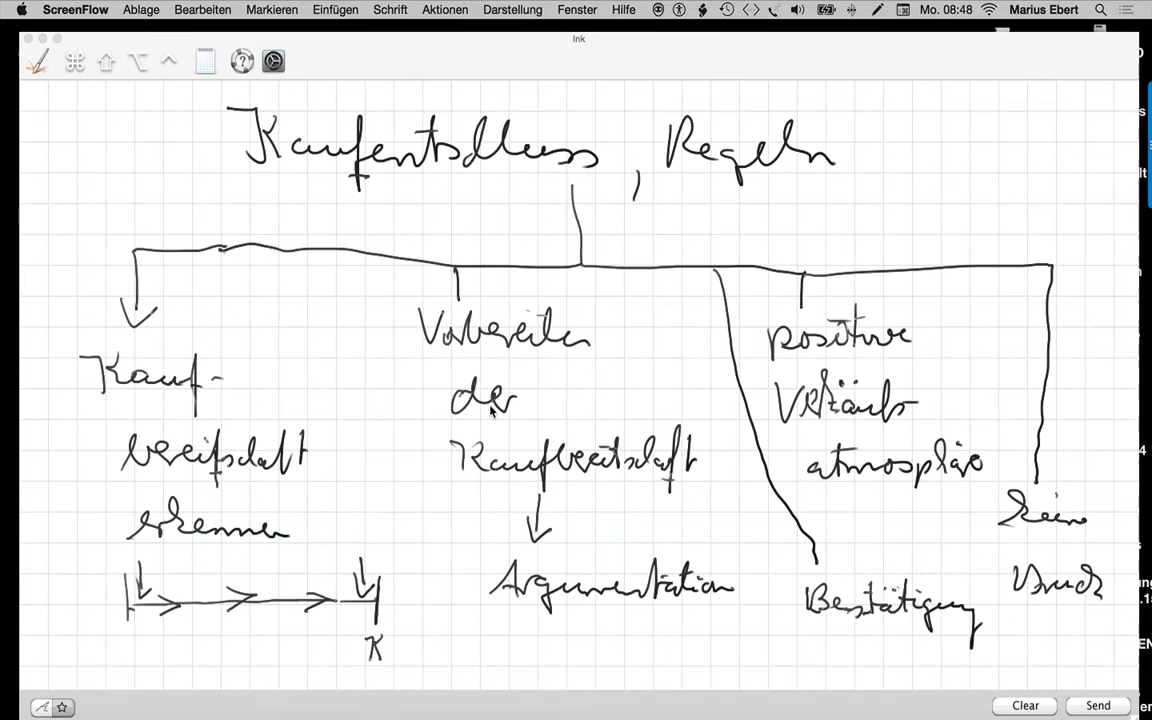 ScreenFlow Ablage Bearbeiten Markieren Einfügen Schrift Aktionen Darstellung Fenster Hilfe Mo. 08:48 Marius Ebert
Ink
Kaufentschluss, Regeln
Kauf-
bereitschaft
erkennen
K
Vorbereiten
der
Kaufbereitschaft
Argumentation
positive
Verkaufs
atmosphäre
Bestätigung
kein
Druck
Clear Send